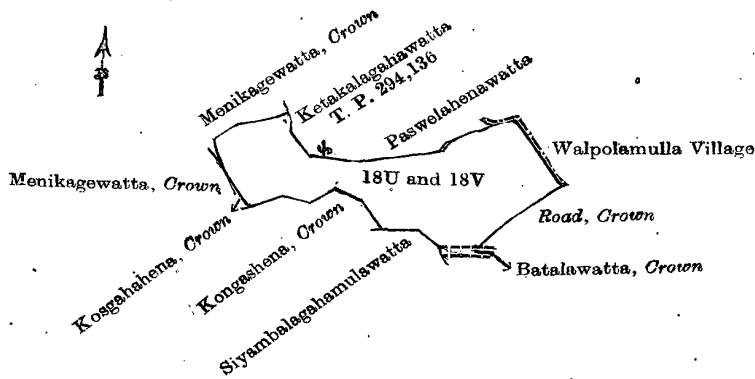 Menikagewatta, Crown
Ketakalagahawatta
T. P. 294,136
Paswelahenawatta
Walpolamulla Village
Menikagewatta, Crown
18U and 18V
Road, Crown
Kosgahahena, Crown
Kongashena, Crown
Siyambalagahamulawatta
Batalawatta, Crown